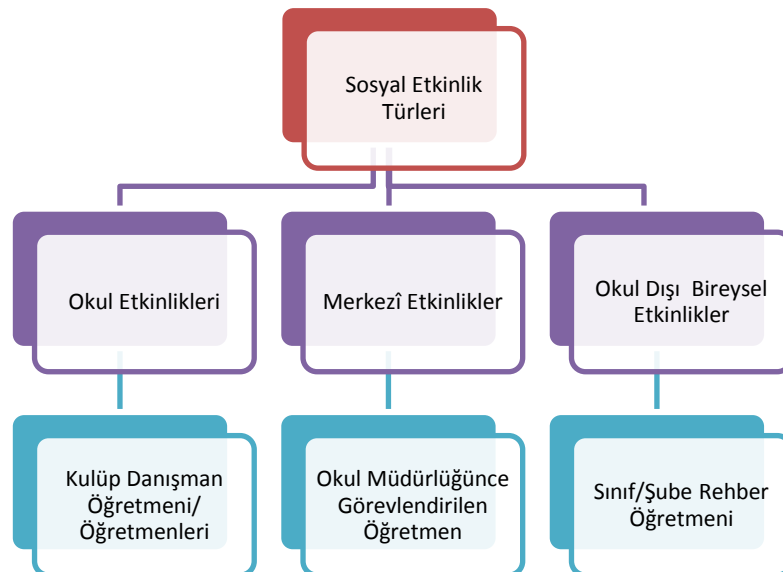 Sosyal Etkinlik
Türleri
Okul Etkinlikleri
Merkezî Etkinlikler
Okul Dışı Bireysel
Etkinlikler
Kulüp Danışman
Öğretmeni/
Öğretmenleri
Okul Müdürlüğünce
Görevlendirilen
Öğretmen
Sınıf/Şube Rehber
Öğretmeni